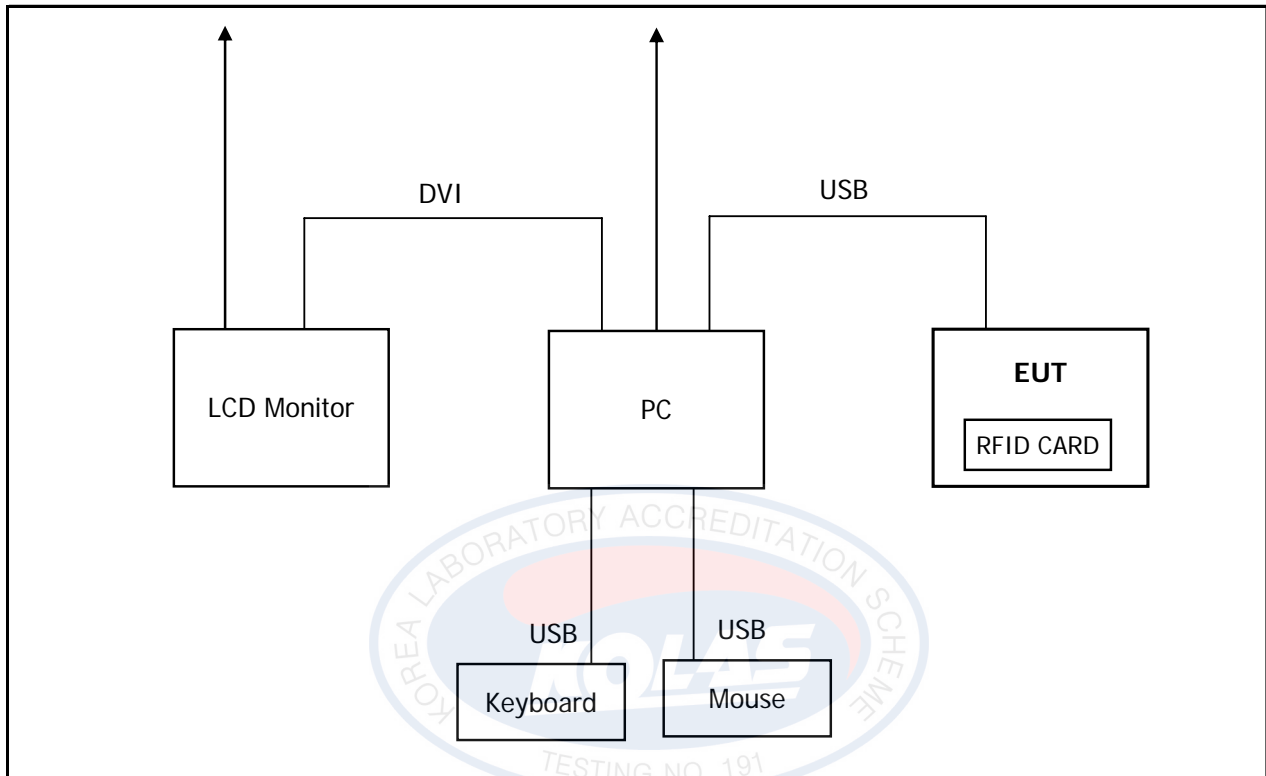 DVI
USB
LCD Monitor
PC
EUT
RFID CARD
USB
USB
Keyboard
Mouse
KOREA LABORATORY ACCREDITATION SCHEME
KOLAS
TESTING NO. 191